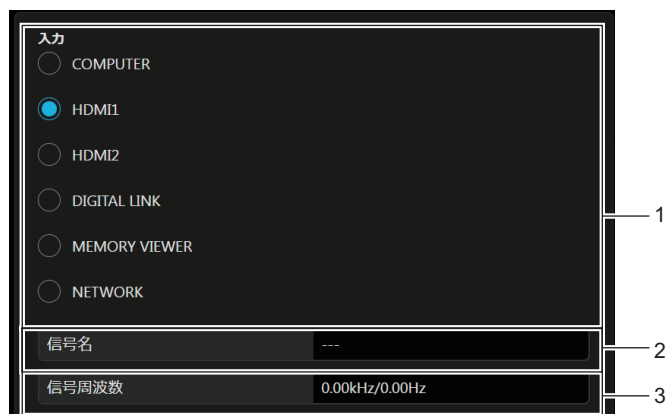 入力
COMPUTER
HDMI1
HDMI2
DIGITAL LINK
MEMORY VIEWER
NETWORK
1
信号名 ---
2
信号周波数 0.00kHz/0.00Hz
3